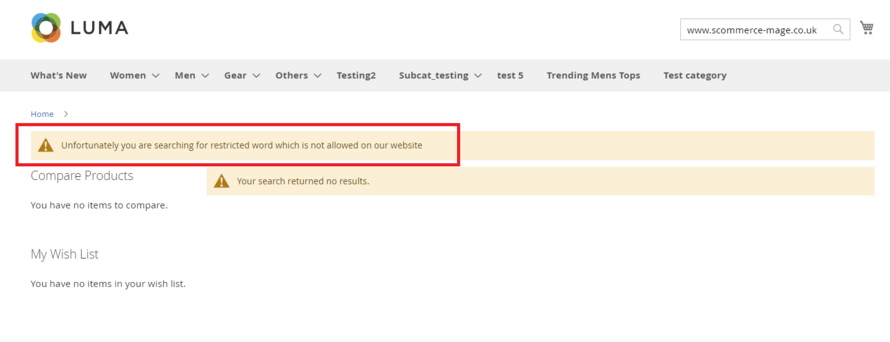 LUMA
www.scommerce-mage.co.uk
What's New Women Men Gear Others Testing2 Subcat_testing test 5 Trending Mens Tops Test category
Home
Unfortunately you are searching for restricted word which is not allowed on our website
Compare Products
Your search returned no results.
You have no items to compare.
My Wish List
You have no items in your wish list.